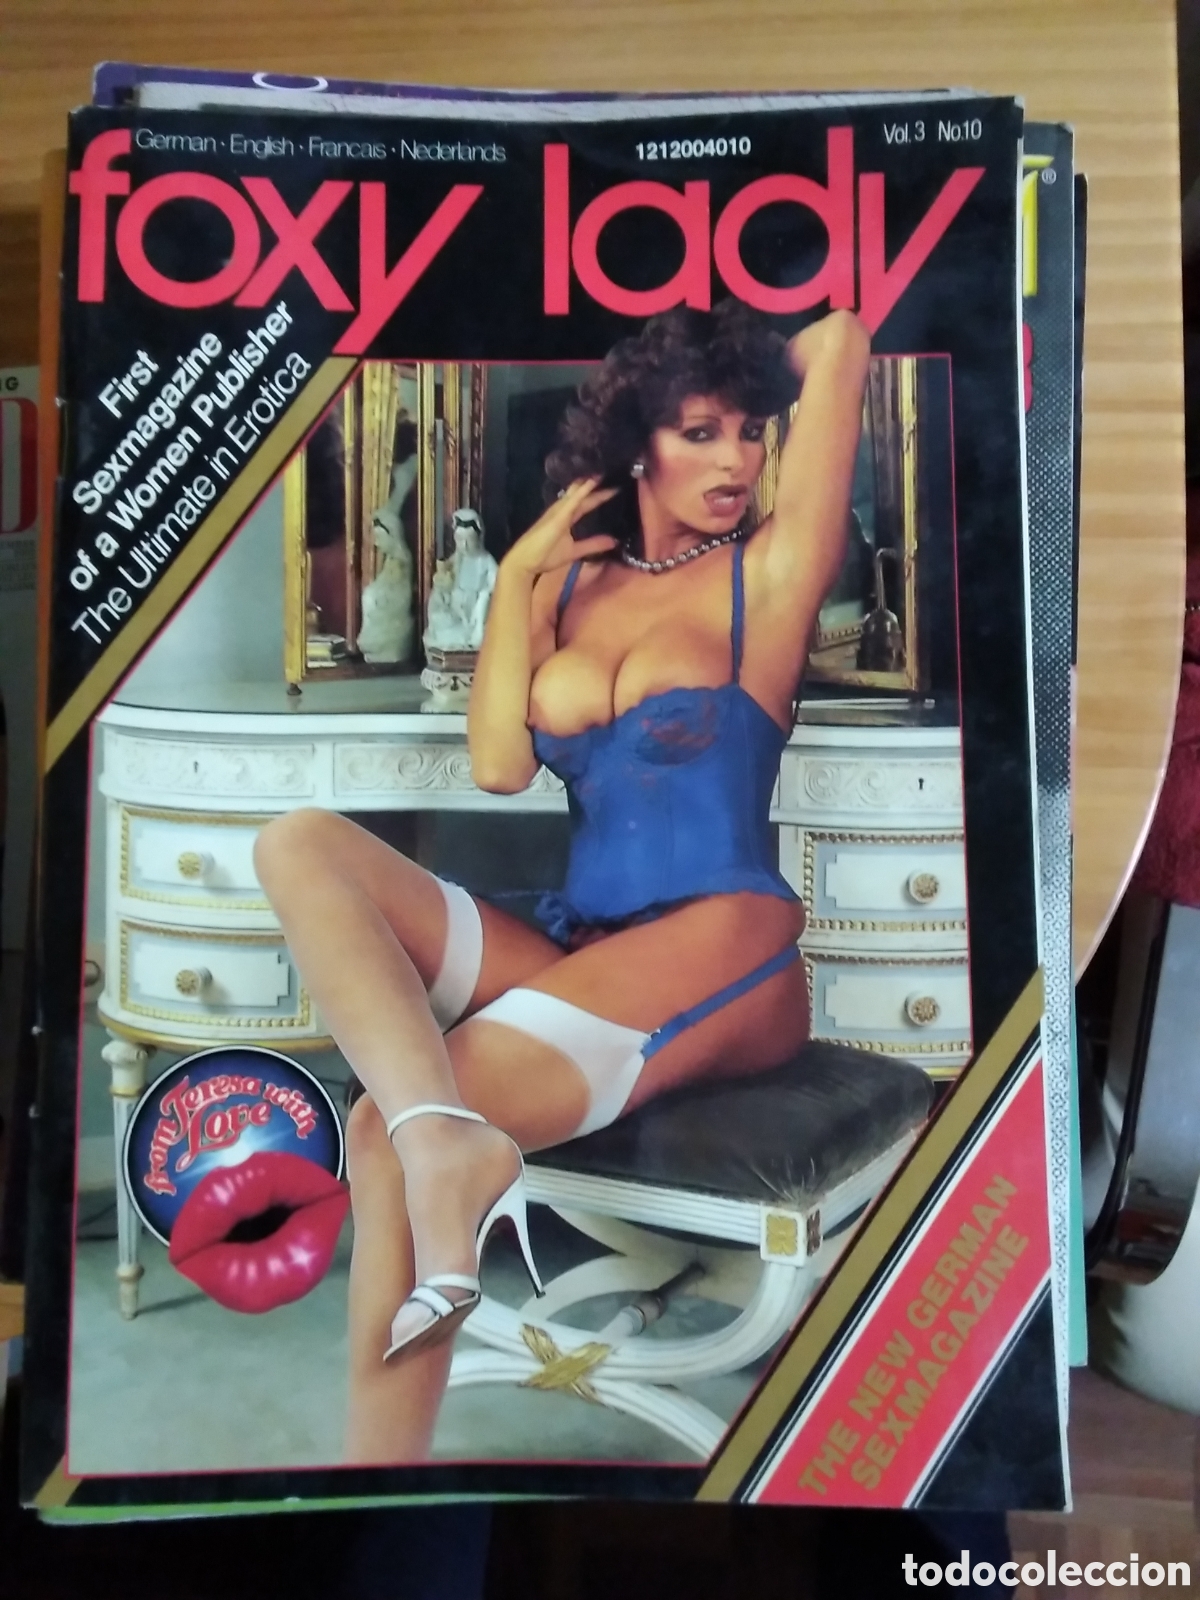 German · English · Francais · Nederlands
1212004010
Vol.3 No.10
foxy lady
First
Sexmagazine
of a Women Publisher
The Ultimate in Erotica
from Teresa with
Love
THE NEW GERMAN
SEXMAGAZINE
todocoleccion